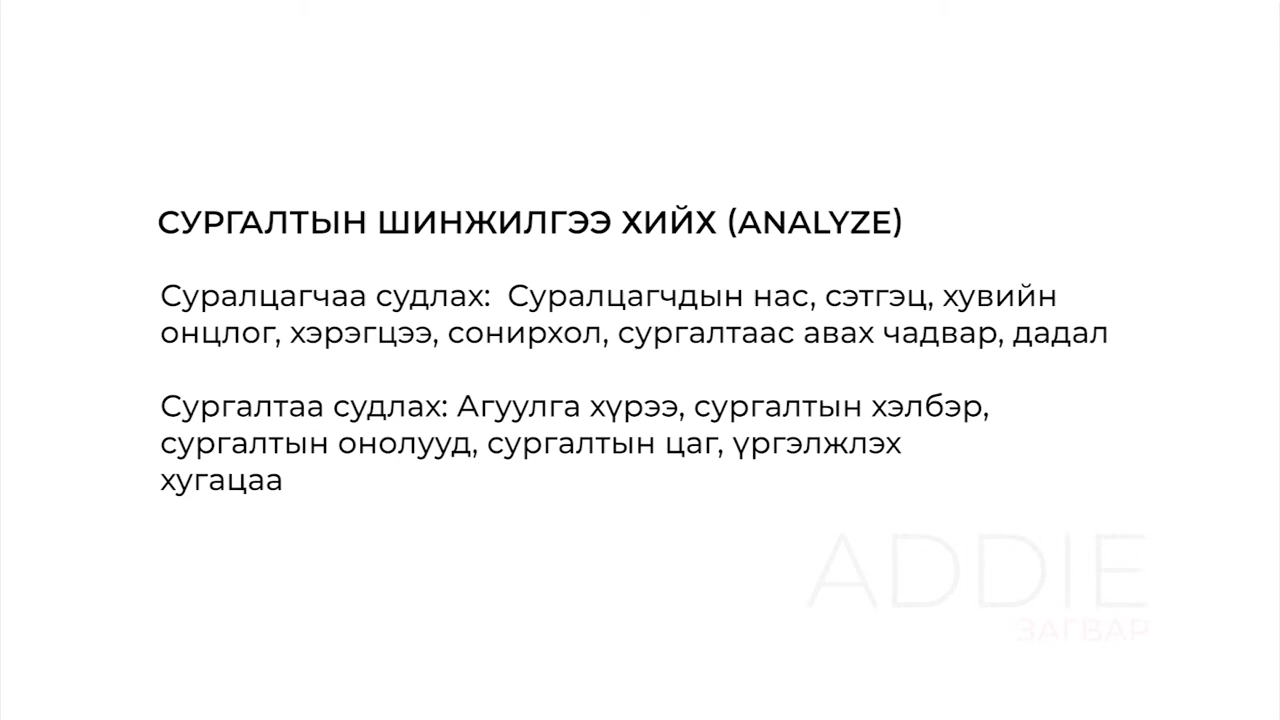 СУРГАЛТЫН ШИНЖИЛГЭЭ ХИЙХ (ANALYZE)
Суралцагчаа судлах: Суралцагчдын нас, сэтгэц, хувийн
онцлог, хэрэгцээ, сонирхол, сургалтаас авах чадвар, дадал
Сургалтаа судлах: Агуулга хүрээ, сургалтын хэлбэр,
сургалтын онолууд, сургалтын цаг, үргэлжлэх
хугацаа
ADDIE
ЗАГВАР